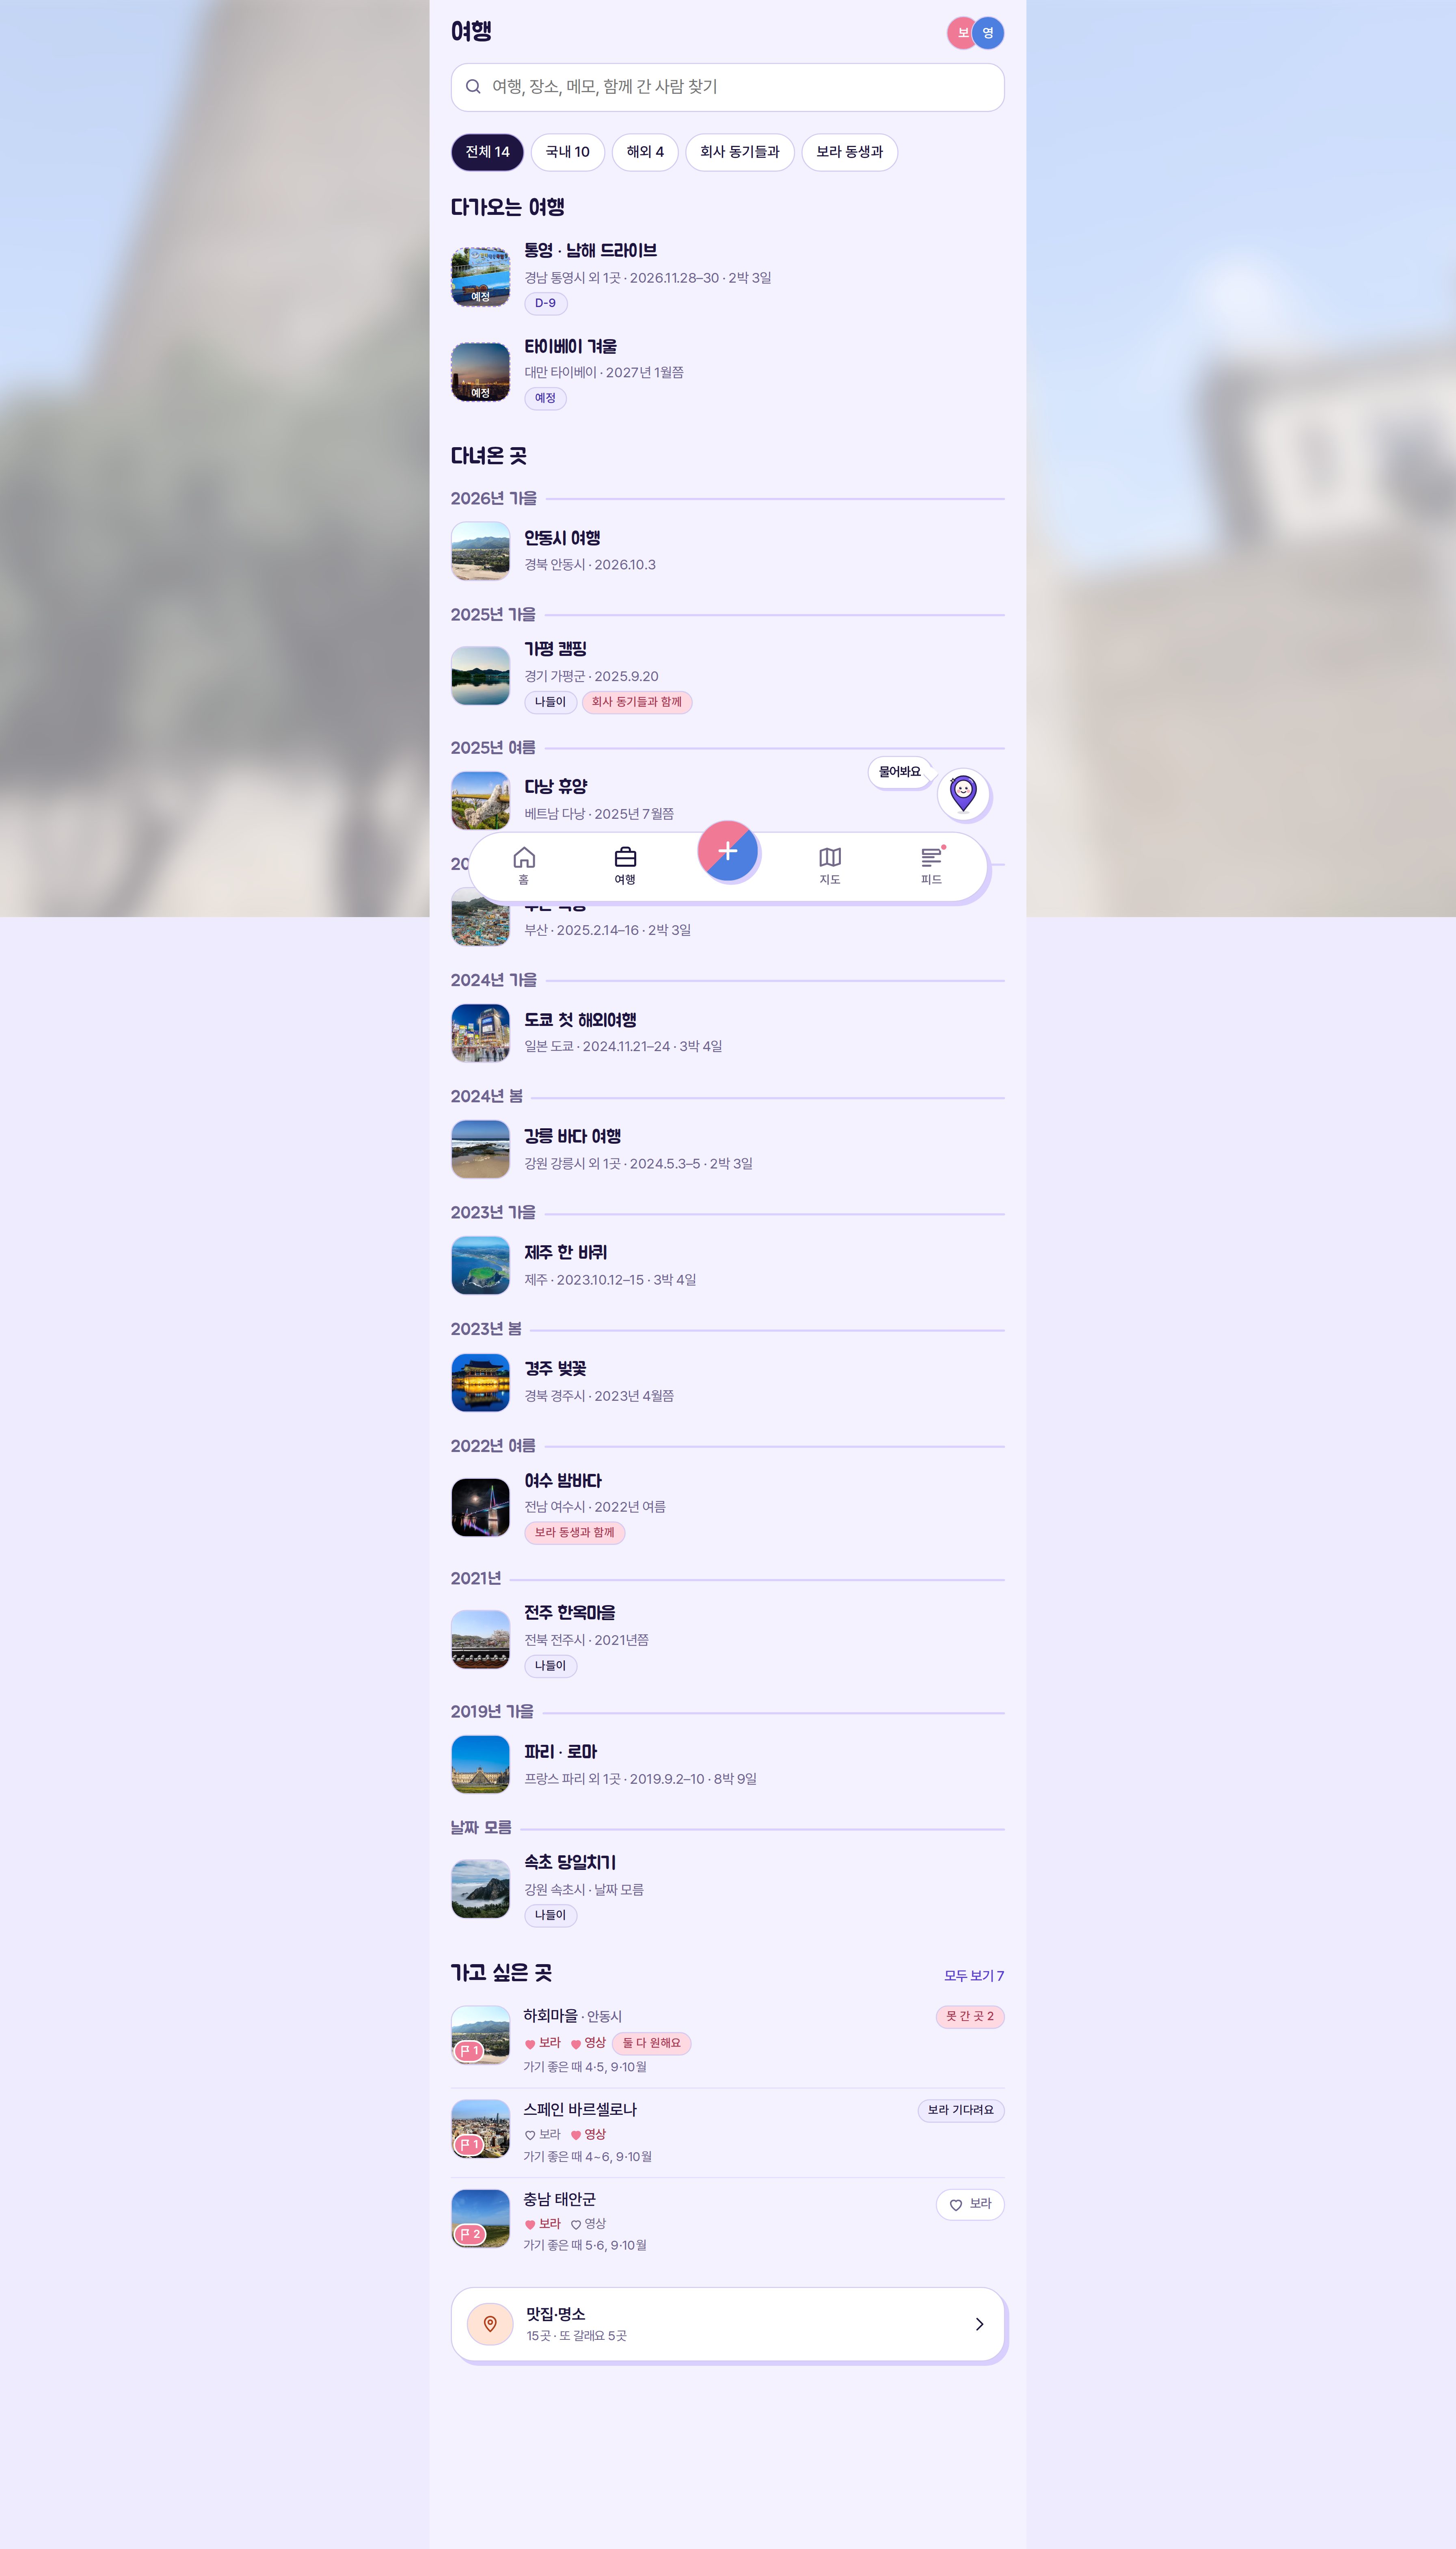 여행
보 영
여행, 장소, 메모, 함께 간 사람 찾기
전체 14 국내 10 해외 4 회사 동기들과 보라 동생과
다가오는 여행
통영 · 남해 드라이브
경남 통영시 외 1곳 · 2026.11.28–30 · 2박 3일
예정
D-9
타이베이 겨울
대만 타이베이 · 2027년 1월쯤
예정
예정
다녀온 곳
2026년 가을
안동시 여행
경북 안동시 · 2026.10.3
2025년 가을
가평 캠핑
경기 가평군 · 2025.9.20
나들이 회사 동기들과 함께
2025년 여름
물어봐요
다낭 휴양
베트남 다낭 · 2025년 7월쯤
홈 여행 지도 피드
부산 · 2025.2.14–16 · 2박 3일
2024년 가을
도쿄 첫 해외여행
일본 도쿄 · 2024.11.21–24 · 3박 4일
2024년 봄
강릉 바다 여행
강원 강릉시 외 1곳 · 2024.5.3–5 · 2박 3일
2023년 가을
제주 한 바퀴
제주 · 2023.10.12–15 · 3박 4일
2023년 봄
경주 벚꽃
경북 경주시 · 2023년 4월쯤
2022년 여름
여수 밤바다
전남 여수시 · 2022년 여름
보라 동생과 함께
2021년
전주 한옥마을
전북 전주시 · 2021년쯤
나들이
2019년 가을
파리 · 로마
프랑스 파리 외 1곳 · 2019.9.2–10 · 8박 9일
날짜 모름
속초 당일치기
강원 속초시 · 날짜 모름
나들이
가고 싶은 곳 모두 보기 7
하회마을 · 안동시 못 간 곳 2
보라 영상 둘 다 원해요
1
가기 좋은 때 4·5, 9·10월
스페인 바르셀로나 보라 기다려요
보라 영상
1
가기 좋은 때 4~6, 9·10월
충남 태안군 보라
보라 영상
2
가기 좋은 때 5·6, 9·10월
맛집·명소
15곳 · 또 갈래요 5곳